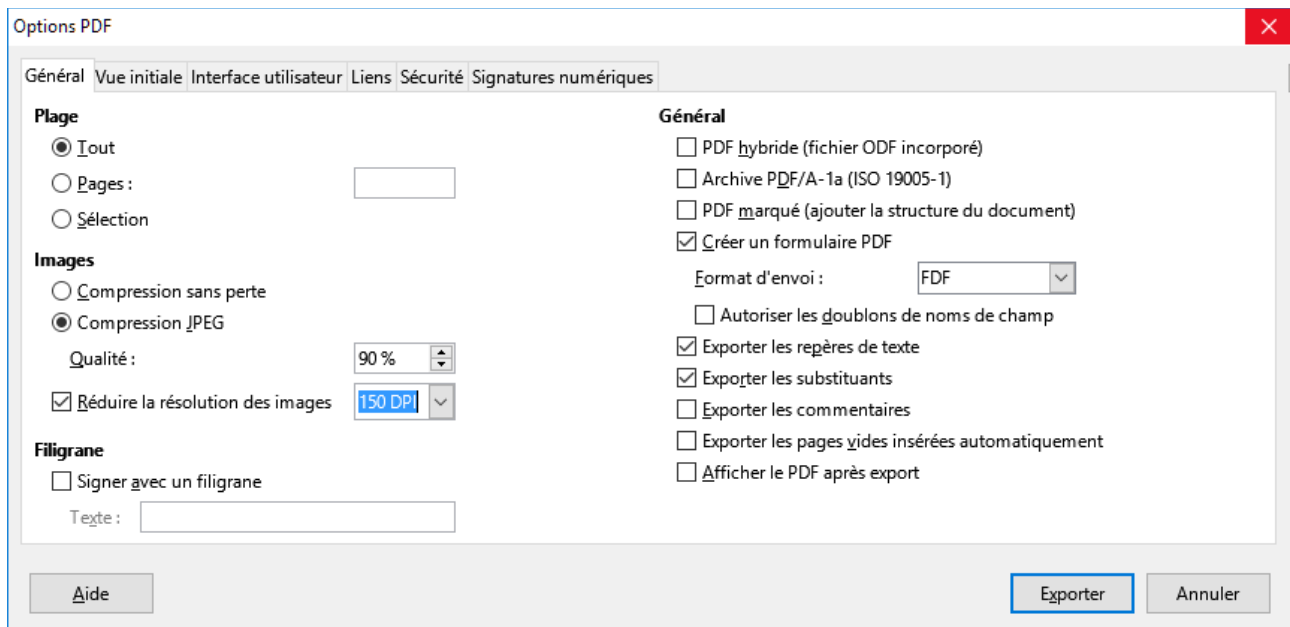 Options PDF
Général Vue initiale Interface utilisateur Liens Sécurité Signatures numériques
Plage
Tout
Pages :
Sélection
Images
Compression sans perte
Compression JPEG
Qualité : 90 %
Réduire la résolution des images 150 DPI
Filigrane
Signer avec un filigrane
Texte :
Général
PDF hybride (fichier ODF incorporé)
Archive PDF/A-1a (ISO 19005-1)
PDF marqué (ajouter la structure du document)
Créer un formulaire PDF
Format d'envoi : FDF
Autoriser les doublons de noms de champ
Exporter les repères de texte
Exporter les substituants
Exporter les commentaires
Exporter les pages vides insérées automatiquement
Afficher le PDF après export
Aide
Exporter
Annuler